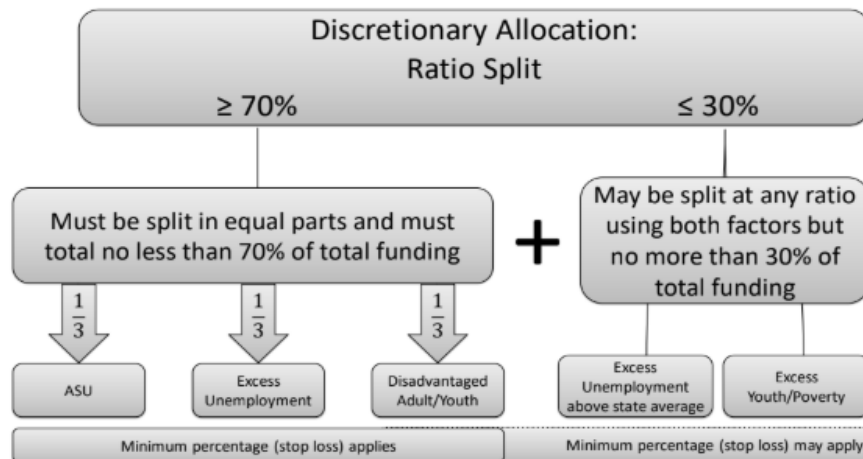 Discretionary Allocation:
Ratio Split
≥ 70%
≤ 30%
Must be split in equal parts and must
total no less than 70% of total funding
+
May be split at any ratio
using both factors but
no more than 30% of
total funding
1/3
1/3
1/3
ASU
Excess
Unemployment
Disadvantaged
Adult/Youth
Excess
Unemployment
above state average
Excess
Youth/Poverty
Minimum percentage (stop loss) applies
Minimum percentage (stop loss) may apply